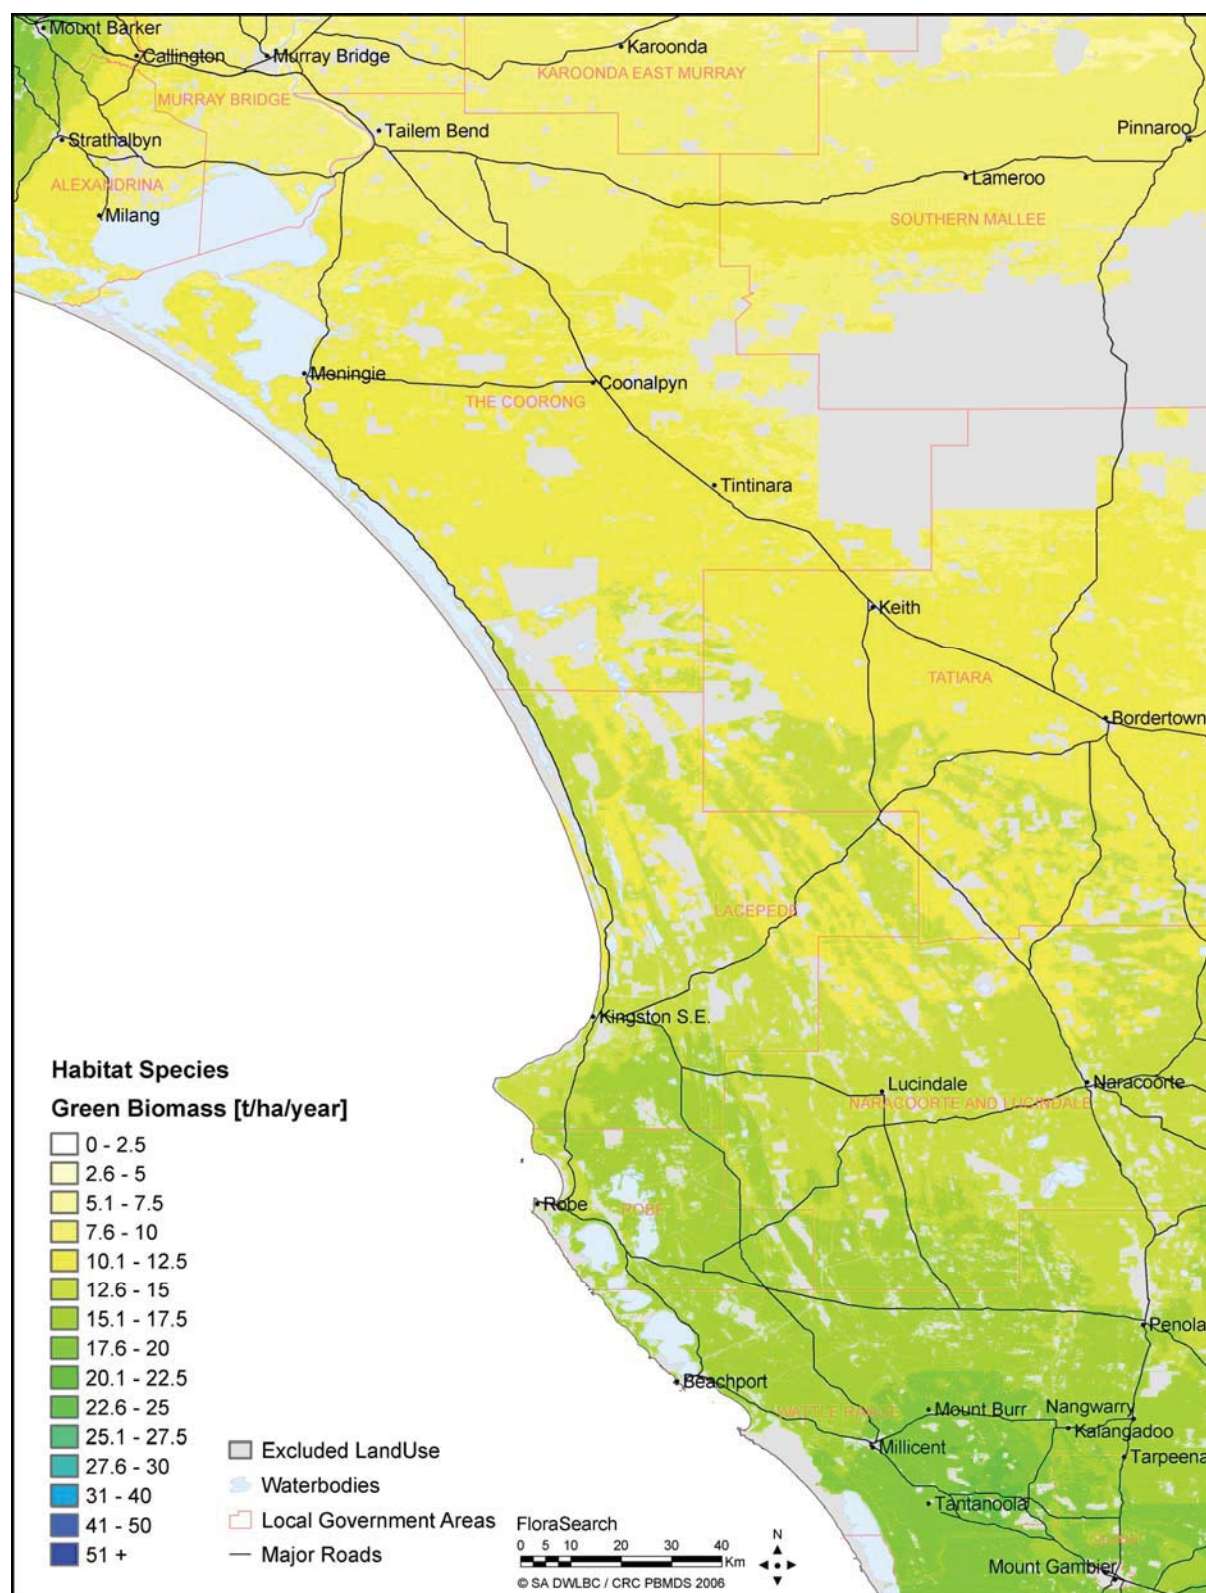 Mount Barker
Callington
Murray Bridge
Karoonda
KAROONDA EAST MURRAY
MURRAY BRIDGE
Tailem Bend
Pinnaroo
Strathalbyn
Lameroo
ALEXANDRINA
Milang
SOUTHERN MALLEE
Meningie
Coonalpyn
THE COORONG
Tintinara
Keith
TATIARA
Bordertown
LACEPEDE
Kingston S.E.
Lucindale
Naracoorte
NARACOORTE AND LUCINDALE
Robe
ROBE
Penola
Beachport
WATTLE RANGE
Mount Burr
Nangwarry
Kalangadoo
Millicent
Tarpeena
Tantanoola
Mount Gambier
Habitat Species
Green Biomass [t/ha/year]
0 - 2.5
2.6 - 5
5.1 - 7.5
7.6 - 10
10.1 - 12.5
12.6 - 15
15.1 - 17.5
17.6 - 20
20.1 - 22.5
22.6 - 25
25.1 - 27.5
27.6 - 30
31 - 40
41 - 50
51 +
Excluded LandUse
Waterbodies
Local Government Areas
Major Roads
FloraSearch
0 5 10 20 30 40
Km
N
© SA DWLBC / CRC PBMDS 2006